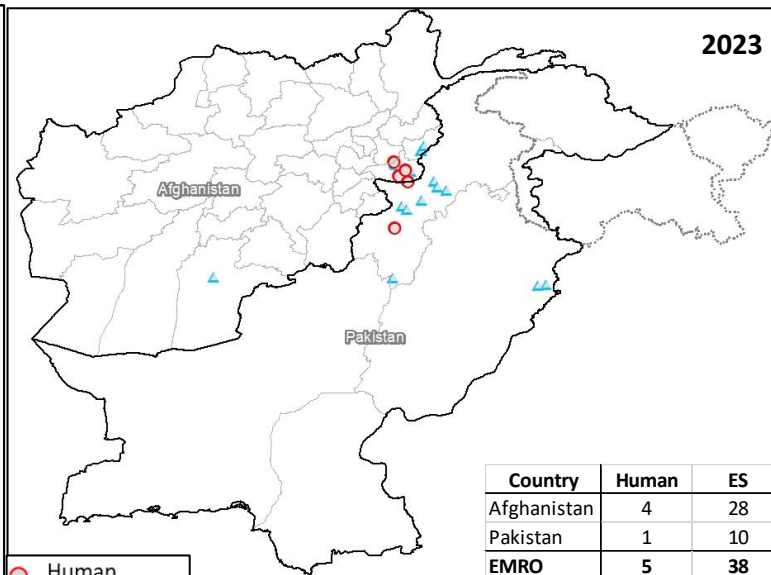 2023
Afghanistan
Pakistan
Country Human ES
Afghanistan 4 28
Pakistan 1 10
EMRO 5 38
Human